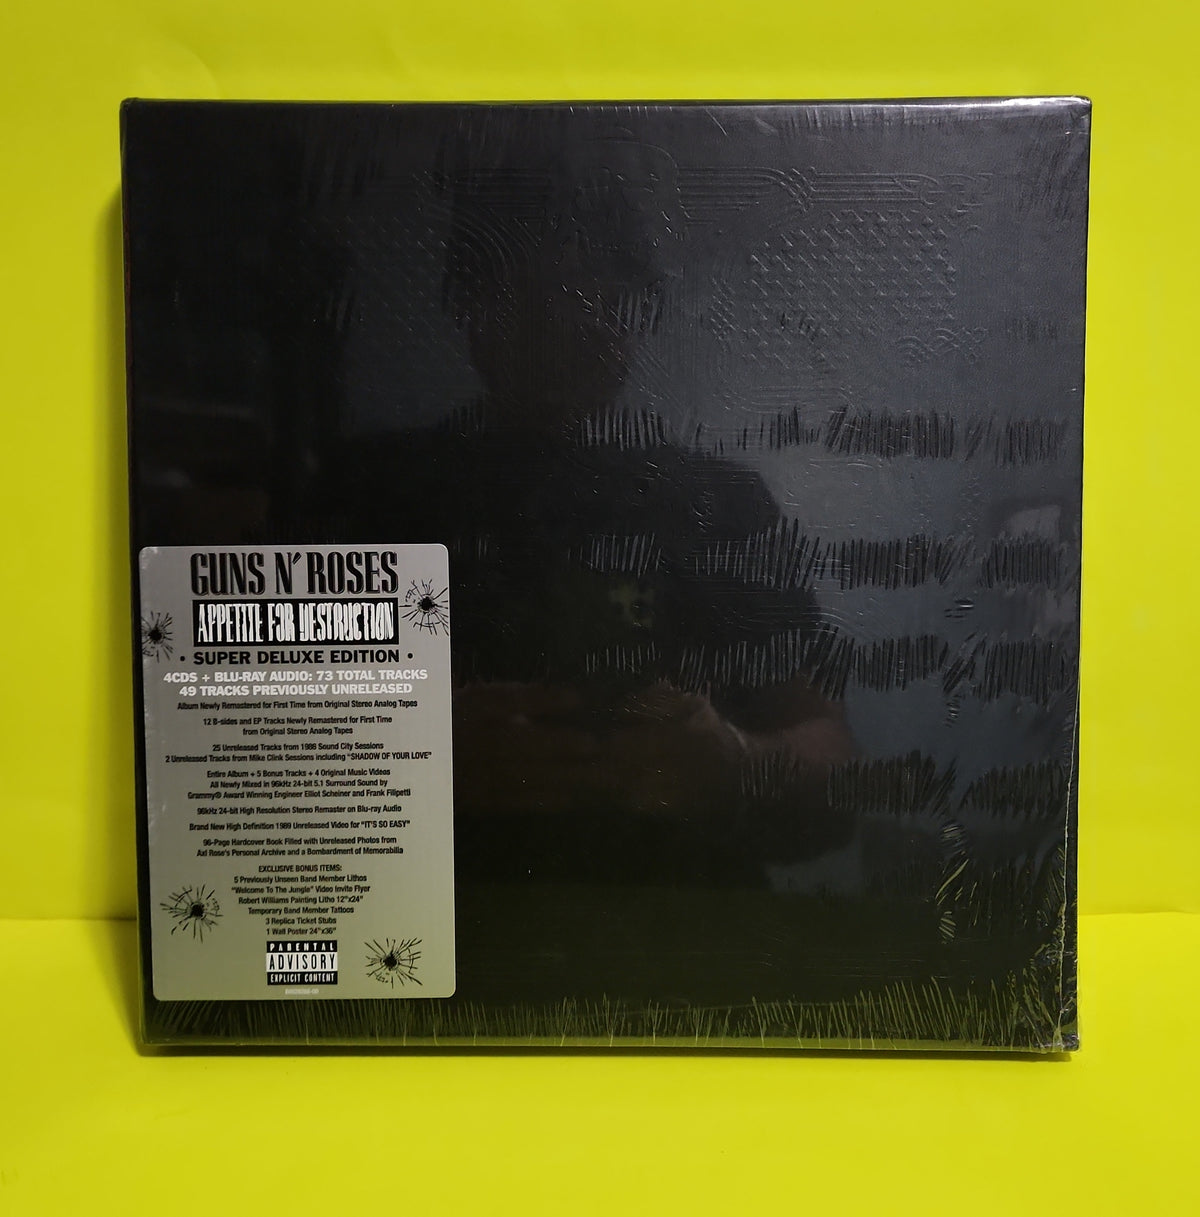 GUNS N' ROSES
APPETITE FOR DESTRUCTION
• SUPER DELUXE EDITION •
4CDS + BLU-RAY AUDIO: 73 TOTAL TRACKS
49 TRACKS PREVIOUSLY UNRELEASED
Album Newly Remastered for First Time from Original Stereo Analog Tapes
12 B-sides and EP Tracks Newly Remastered for First Time
from Original Stereo Analog Tapes
25 Unreleased Tracks from 1986 Sound City Sessions
2 Unreleased Tracks from Mike Clink Sessions including "SHADOW OF YOUR LOVE"
Entire Album + 5 Bonus Tracks + 4 Original Music Videos
All Newly Mixed in 96kHz 24-bit 5.1 Surround Sound by
Grammy® Award Winning Engineer Elliot Scheiner and Frank Filipetti
96kHz 24-bit High Resolution Stereo Remaster on Blu-ray Audio
Brand New High Definition 1989 Unreleased Video for "IT'S SO EASY"
96-Page Hardcover Book Filled with Unreleased Photos from
Axl Rose's Personal Archive and a Bombardment of Memorabilia
EXCLUSIVE BONUS ITEMS:
5 Previously Unseen Band Member Lithos
"Welcome To The Jungle" Video Invite Flyer
Robert Williams Painting Litho 12"x24"
Temporary Band Member Tattoos
3 Replica Ticket Stubs
1 Wall Poster 24"x36"
PARENTAL
ADVISORY
EXPLICIT CONTENT